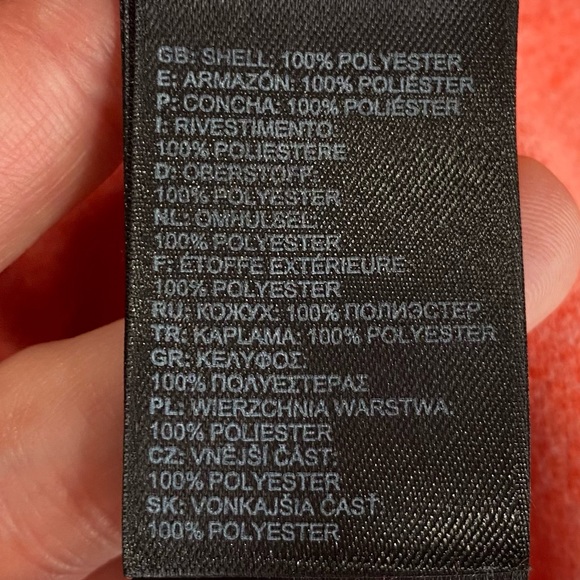 GB: SHELL: 100% POLYESTER
E: ARMAZÓN: 100% POLIÉSTER
P: CONCHA: 100% POLIÉSTER
I: RIVESTIMENTO:
100% POLIESTERE
D: OBERSTOFF:
100% POLYESTER
NL: OMHULSEL:
100% POLYESTER
F: ÉTOFFE EXTÉRIEURE:
100% POLYESTER
RU: КОЖУХ: 100% ПОЛИЭСТЕР
TR: KAPLAMA: 100% POLYESTER
GR: ΚΕΛΥΦΟΣ:
100% ΠΟΛΥΕΣΤΕΡΑΣ
PL: WIERZCHNIA WARSTWA:
100% POLIESTER
CZ: VNĚJŠÍ ČÁST:
100% POLYESTER
SK: VONKAJŠIA ČASŤ:
100% POLYESTER